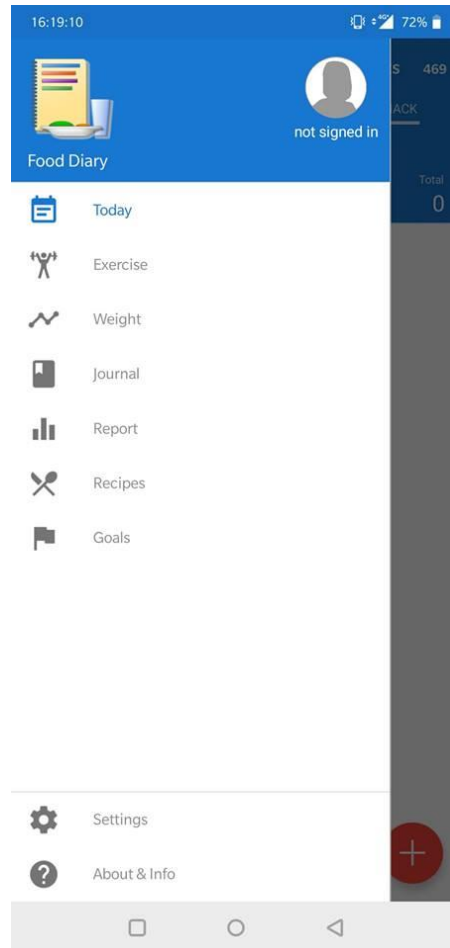 16:19:10 4G+ 72%
S 469
ACK
not signed in
Food Diary
Total
0
Today
Exercise
Weight
Journal
Report
Recipes
Goals
Settings
About & Info